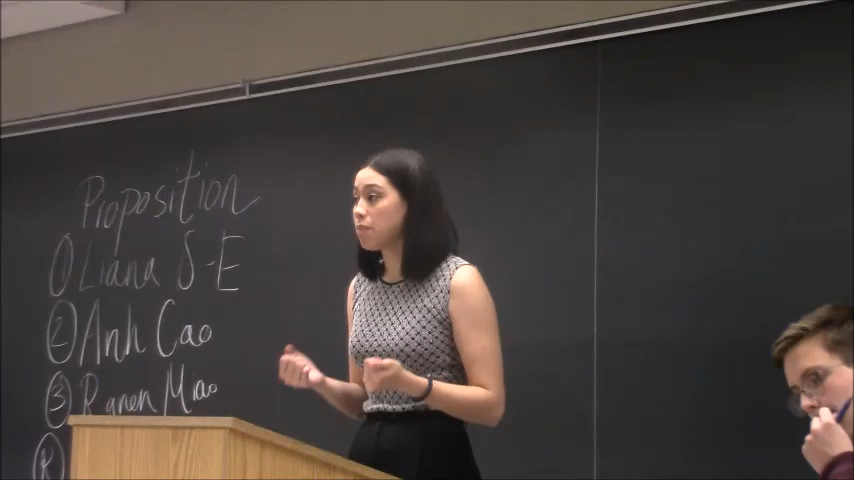 Proposition
① Liana S-E
② Anh Cao
③ Ranen Miao
Ⓡ